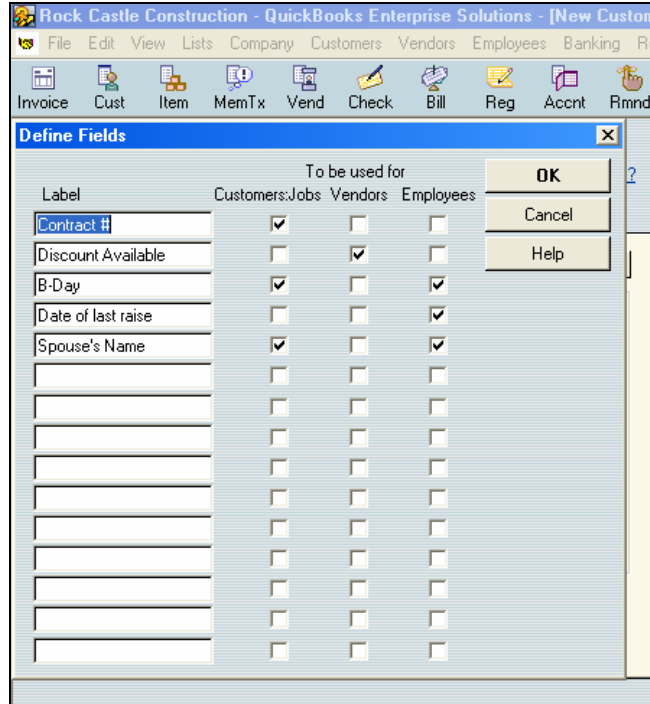 Rock Castle Construction - QuickBooks Enterprise Solutions - [New Custom
File Edit View Lists Company Customers Vendors Employees Banking R
Invoice Cust Item MemTx Vend Check Bill Reg Accnt Rmnd
Define Fields
?
To be used for
OK
Label Customers:Jobs Vendors Employees
Cancel
Contract #
Help
Discount Available
B-Day
Date of last raise
Spouse's Name